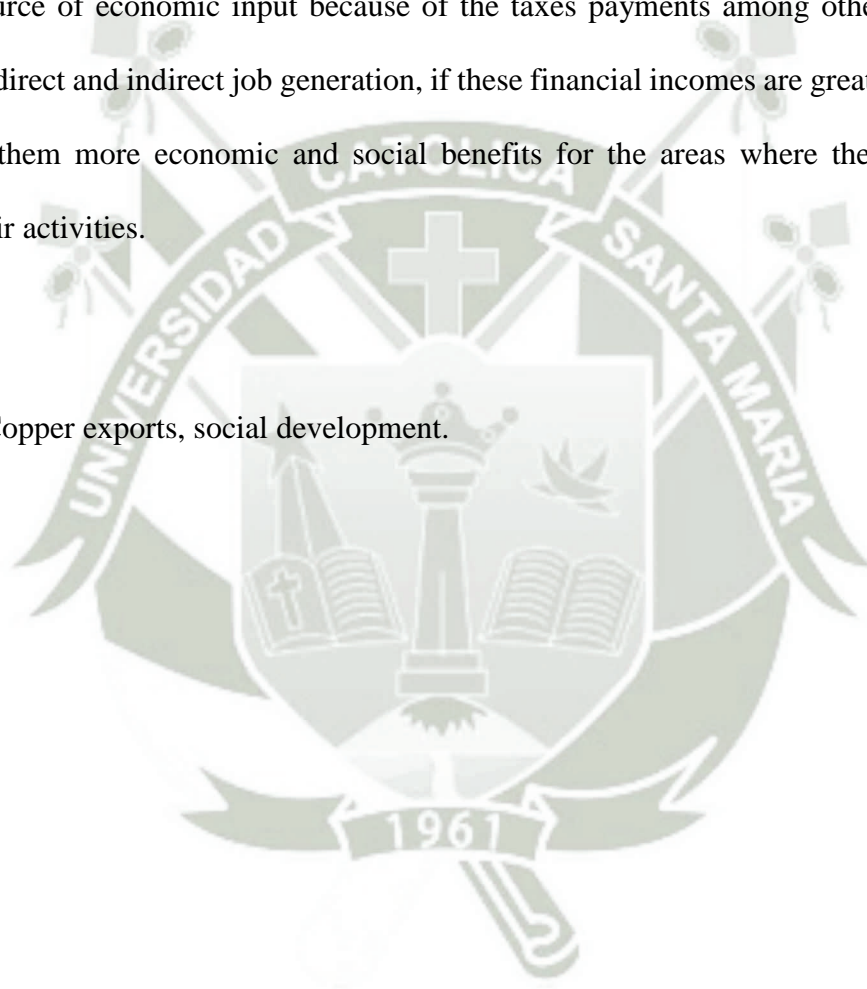 urce of economic input because of the taxes payments among othe
direct and indirect job generation, if these financial incomes are great
them more economic and social benefits for the areas where the
ir activities.
Copper exports, social development.
UNIVERSIDAD CATOLICA SANTA MARIA
1961